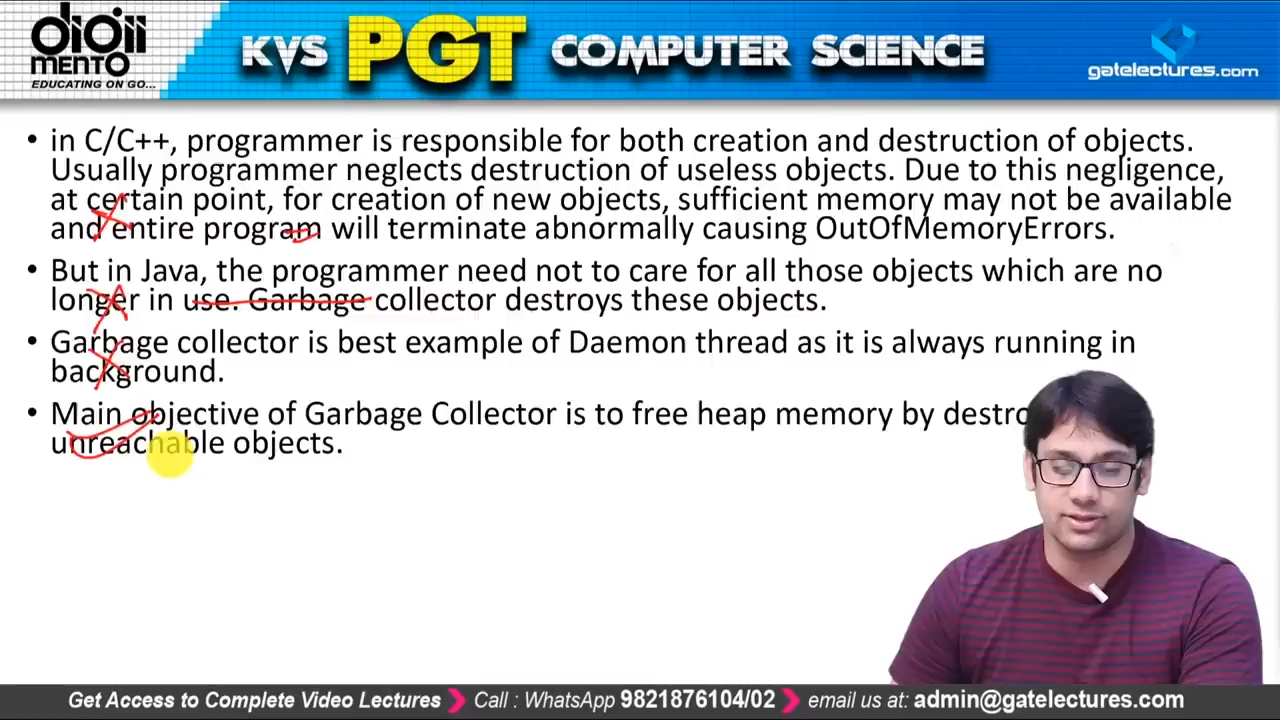 digii
MENTO
EDUCATING ON GO...
KVS PGT COMPUTER SCIENCE
gatelectures.com
• in C/C++, programmer is responsible for both creation and destruction of objects.
Usually programmer neglects destruction of useless objects. Due to this negligence,
at certain point, for creation of new objects, sufficient memory may not be available
and entire program will terminate abnormally causing OutOfMemoryErrors.
• But in Java, the programmer need not to care for all those objects which are no
longer in use. Garbage collector destroys these objects.
• Garbage collector is best example of Daemon thread as it is always running in
background.
• Main objective of Garbage Collector is to free heap memory by destro
unreachable objects.
Get Access to Complete Video Lectures Call : WhatsApp 9821876104/02 email us at: admin@gatelectures.com